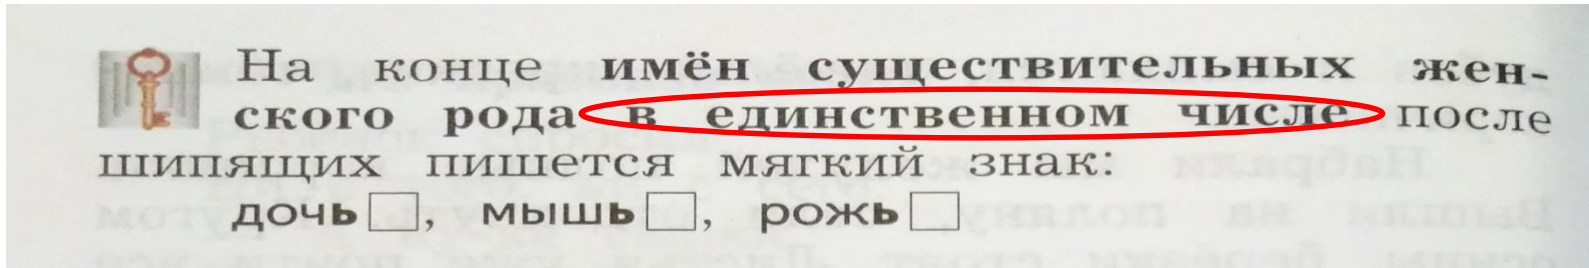 На конце имён существительных жен-
ского рода в единственном числе после
шипящих пишется мягкий знак:
дочь□, мышь□, рожь□